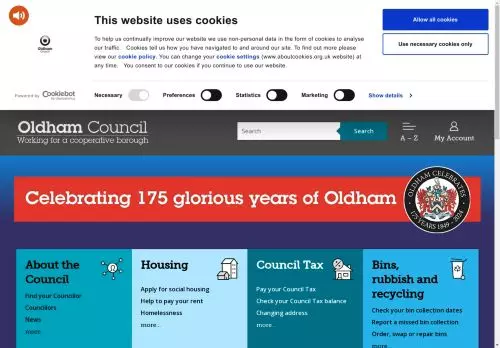 This website uses cookies
To help us continually improve our website we use non-personal data in the form of cookies to analyse
our traffic.   Cookies tell us how you have navigated to and around our site. To find out more please
view our cookie policy. You can change your cookie settings (www.aboutcookies.org.uk website) at
any time.   You consent to our cookies if you continue to use our website.
Allow all cookies
Use necessary cookies only
Oldham
Council
Powered by Cookiebot
Necessary
Preferences
Statistics
Marketing
Show details
Oldham Council
Working for a cooperative borough
Search
Search
A – Z
My Account
Celebrating 175 glorious years of Oldham
OLDHAM CELEBRATES
175 YEARS 1849 - 2024
About the
Council
Find your Councillor
Councillors
News
more...
Housing
Apply for social housing
Help to pay your rent
Homelessness
more...
Council Tax
Pay your Council Tax
Check your Council Tax balance
Changing address
more...
Bins,
rubbish and
recycling
Check your bin collection dates
Report a missed bin collection
Order, swap or repair bins
more...